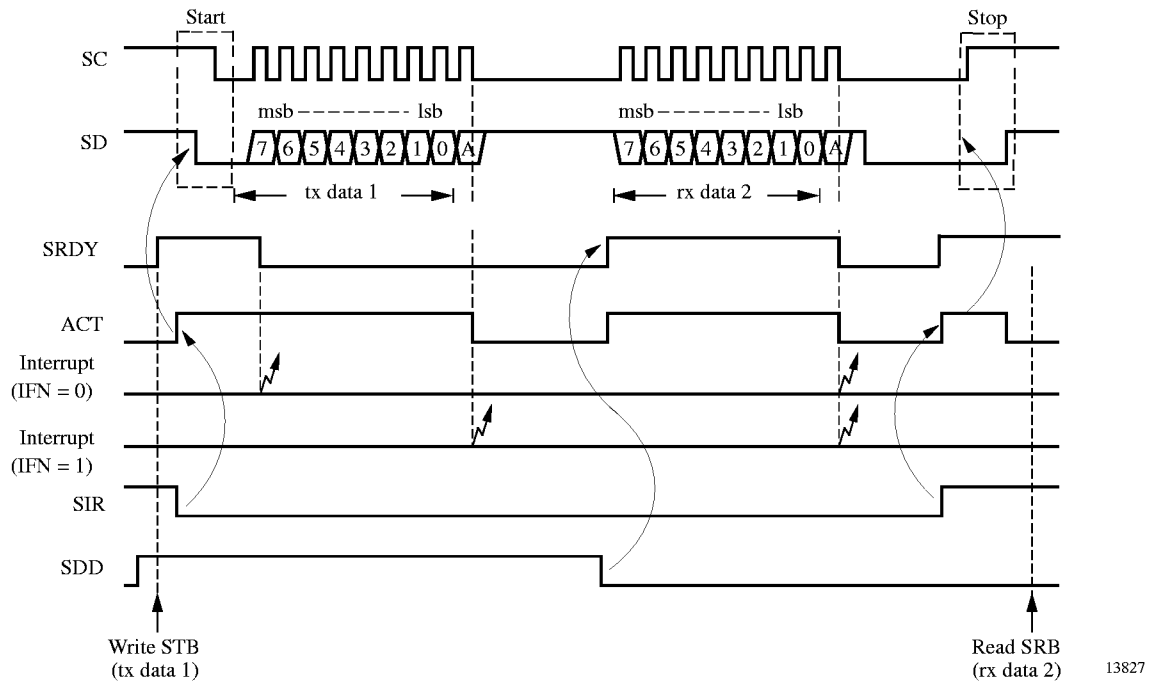 Start
Stop
SC
msb lsb
msb lsb
SD
7 6 5 4 3 2 1 0 A
7 6 5 4 3 2 1 0 A
tx data 1
rx data 2
SRDY
ACT
Interrupt
(IFN = 0)
Interrupt
(IFN = 1)
SIR
SDD
Write STB
(tx data 1)
Read SRB
(rx data 2)
13827